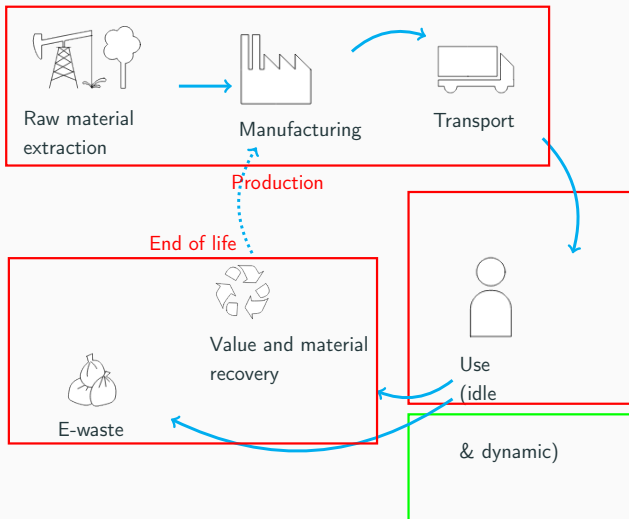 Raw material
extraction
Manufacturing
Transport
Production
End of life
Value and material
recovery
E-waste
Use
(idle
& dynamic)